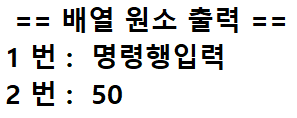 == 배열 원소 출력 ==
1 번 :  명령행입력
2 번 :  50